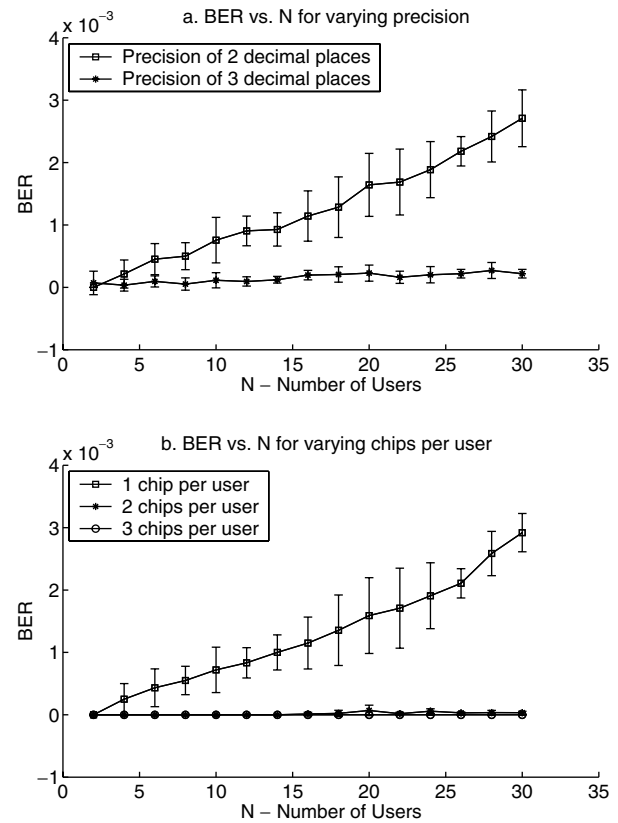 a. BER vs. N for varying precision
x 10⁻³
4
Precision of 2 decimal places
Precision of 3 decimal places
3
2
1
0
−1
BER
0 5 10 15 20 25 30 35
N − Number of Users
b. BER vs. N for varying chips per user
x 10⁻³
4
1 chip per user
2 chips per user
3 chips per user
3
2
1
0
−1
BER
0 5 10 15 20 25 30 35
N − Number of Users